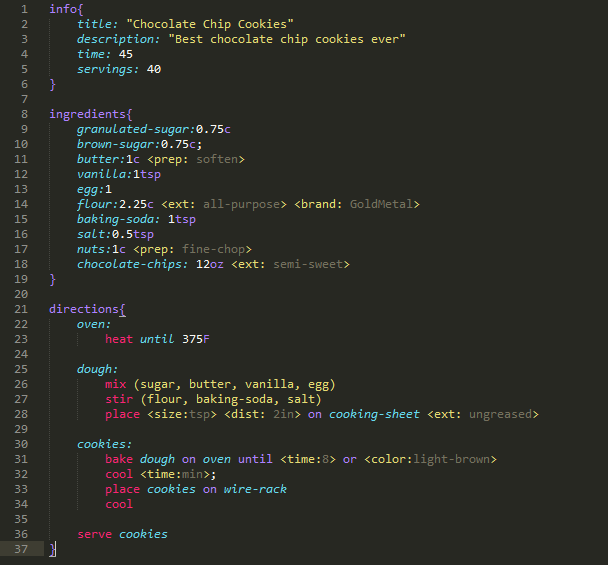 1 info{
2 title: "Chocolate Chip Cookies"
3 description: "Best chocolate chip cookies ever"
4 time: 45
5 servings: 40
6 }
7
8 ingredients{
9 granulated-sugar:0.75c
10 brown-sugar:0.75c;
11 butter:1c <prep: soften>
12 vanilla:1tsp
13 egg:1
14 flour:2.25c <ext: all-purpose> <brand: GoldMetal>
15 baking-soda: 1tsp
16 salt:0.5tsp
17 nuts:1c <prep: fine-chop>
18 chocolate-chips: 12oz <ext: semi-sweet>
19 }
20
21 directions{
22 oven:
23 heat until 375F
24
25 dough:
26 mix (sugar, butter, vanilla, egg)
27 stir (flour, baking-soda, salt)
28 place <size:tsp> <dist: 2in> on cooking-sheet <ext: ungreased>
29
30 cookies:
31 bake dough on oven until <time:8> or <color:light-brown>
32 cool <time:min>;
33 place cookies on wire-rack
34 cool
35
36 serve cookies
37 }